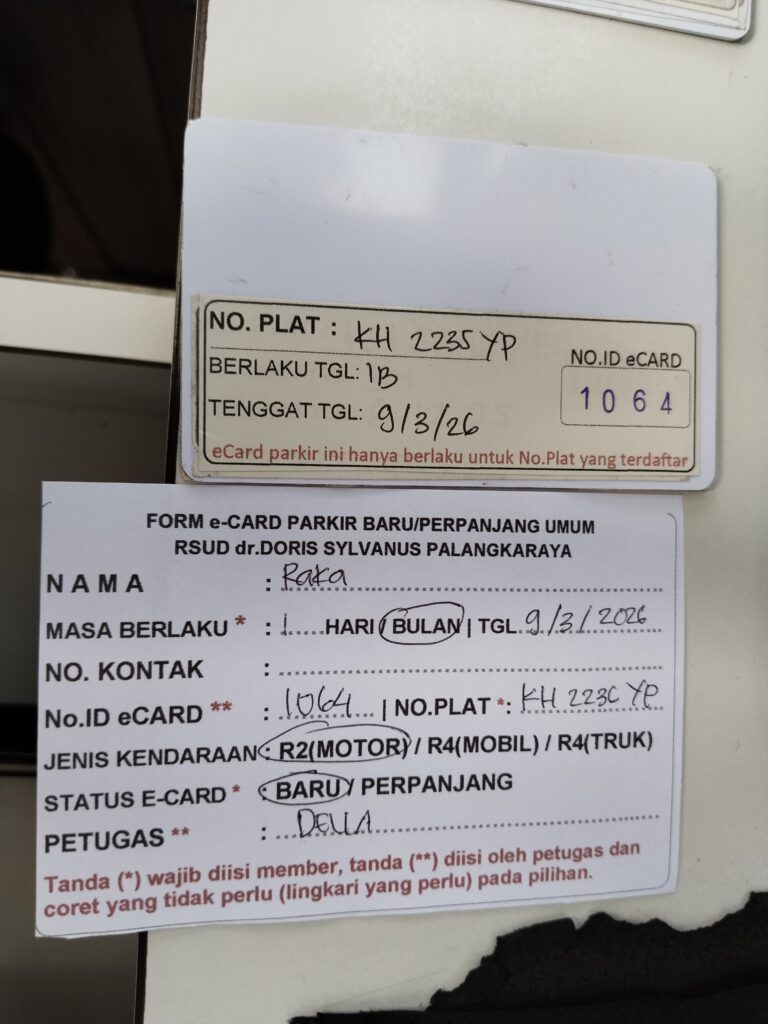 NO. PLAT : KH 2235 YP
BERLAKU TGL: 1B
NO.ID eCARD
1064
TENGGAT TGL: 9/3/26
eCard parkir ini hanya berlaku untuk No.Plat yang terdaftar
FORM e-CARD PARKIR BARU/PERPANJANG UMUM
RSUD dr.DORIS SYLVANUS PALANGKARAYA
NAMA : Raka
MASA BERLAKU * : 1 HARI / BULAN | TGL 9/3/2026
NO. KONTAK :
No.ID eCARD ** : 1064 | NO.PLAT *: KH 223C YP
JENIS KENDARAAN : R2(MOTOR) / R4(MOBIL) / R4(TRUK)
STATUS E-CARD * : BARU / PERPANJANG
PETUGAS ** : DELLA
Tanda (*) wajib diisi member, tanda (**) diisi oleh petugas dan
coret yang tidak perlu (lingkari yang perlu) pada pilihan.